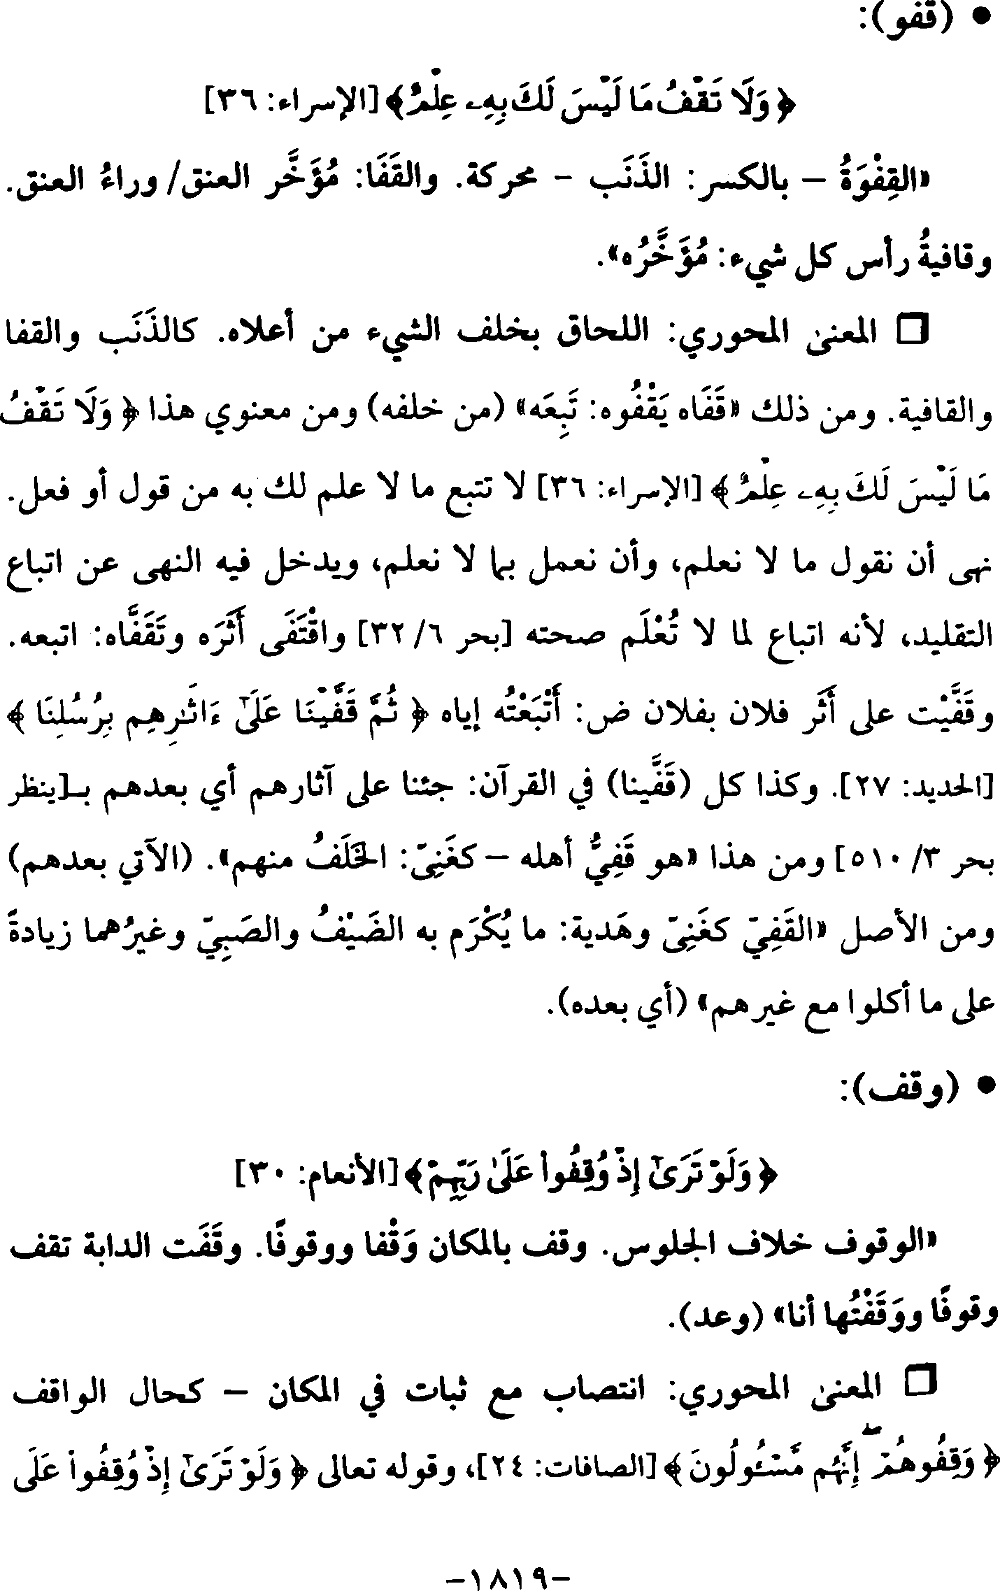 • (قفو):
﴿ وَلَا تَقْفُ مَا لَيْسَ لَكَ بِهِۦ عِلْمٌ﴾ [الإسراء: ٣٦]
«القِفْوَةُ – بالكسر: الذَنَب - محركة. والقَفَا: مُؤَخَّر العنق/ وراءُ العنق.
وقافيةُ رأس كل شيء: مُؤَخَّرُه».
❒ المعنى المحوري: اللحاق بخلف الشيء من أعلاه. كالذَنَب والقفا
والقافية. ومن ذلك «قَفَاه يَقْفُوه: تَبِعَه» (من خلفه) ومن معنوي هذا ﴿ وَلَا تَقْفُ
مَا لَيْسَ لَكَ بِهِۦ عِلْمٌ ﴾ [الإسراء: ٣٦] لا تتبع ما لا علم لك به من قول أو فعل.
نهى أن نقول ما لا نعلم، وأن نعمل بما لا نعلم، ويدخل فيه النهى عن اتباع
التقليد، لأنه اتباع لما لا تُعْلَم صحته [بحر ٦/ ٣٢] واقْتَفَى أَثَرَه وتَقَفَّاه: اتبعه.
وقَفَّيْت على أَثَر فلان بفلان ض: أَتْبَعْتُه إياه ﴿ ثُمَّ قَفَّيْنَا عَلَىٰٓ ءَاثَٰرِهِم بِرُسُلِنَا ﴾
[الحديد: ٢٧]. وكذا كل (قَفَّينا) في القرآن: جئنا على آثارهم أي بعدهم بـ[ينظر
بحر ٣/ ٥١٠] ومن هذا «هو قَفِيُّ أهله – كغَنِىّ: الخَلَفُ منهم». (الآتي بعدهم)
ومن الأصل «القَفِيّ كغَنِىّ وهَدية: ما يُكْرَم به الضَيْفُ والصَبِيّ وغيرُهما زيادةً
على ما أكلوا مع غيرهم» (أي بعده).
• (وقف):
﴿ وَلَوْ تَرَىٰٓ إِذْ وُقِفُوا۟ عَلَىٰ رَبِّهِمْ﴾ [الأنعام: ٣٠]
«الوقوف خلاف الجلوس. وقف بالمكان وَقْفا ووقوفًا. وقَفَت الدابة تقف
وقوفًا ووَقَفْتُها أنا» (وعد).
❒ المعنى المحوري: انتصاب مع ثبات في المكان – كحال الواقف
﴿ وَقِفُوهُمْ ۖ إِنَّهُم مَّسْـُٔولُونَ ﴾ [الصافات: ٢٤]، وقوله تعالى ﴿ وَلَوْ تَرَىٰٓ إِذْ وُقِفُوا۟ عَلَى
-١٨١٩-